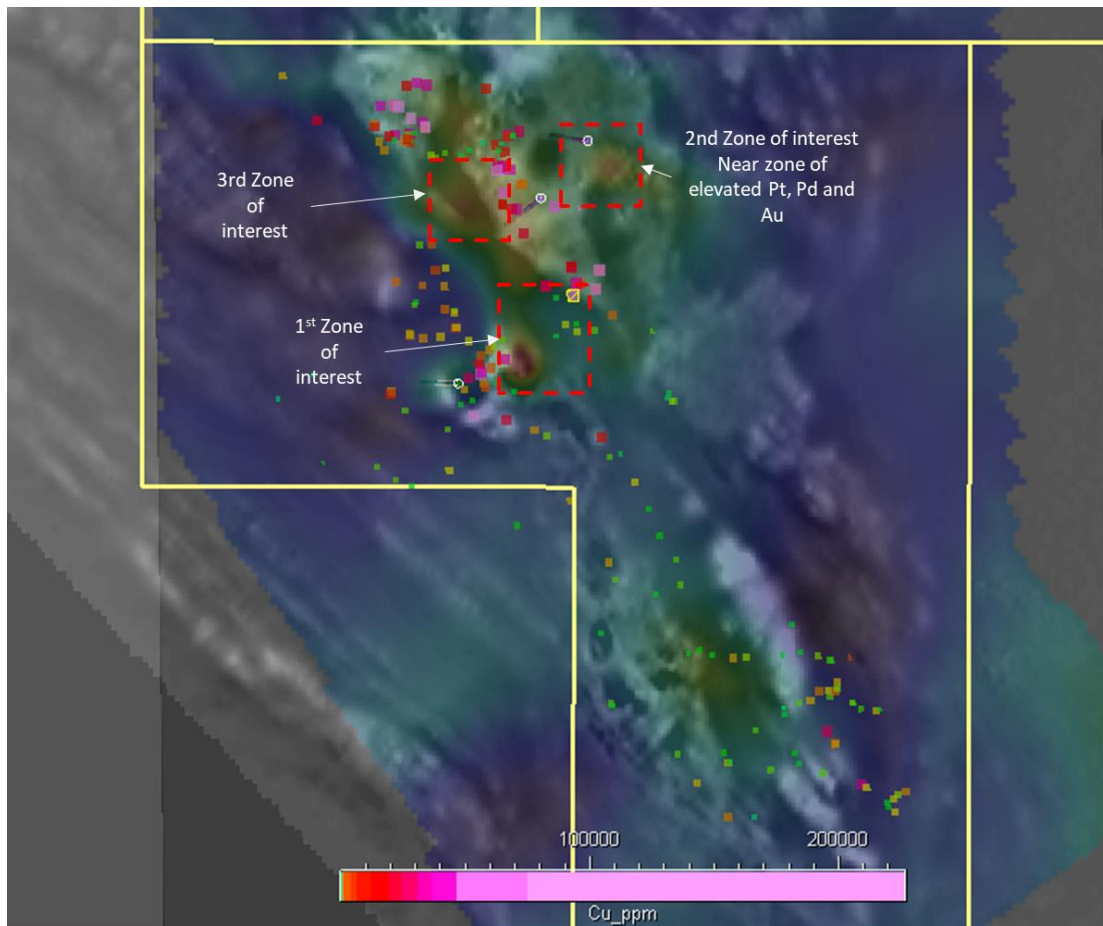 2nd Zone of interest
Near zone of
elevated Pt, Pd and
Au
3rd Zone
of
interest
1st Zone
of
interest
100000
200000
Cu_ppm